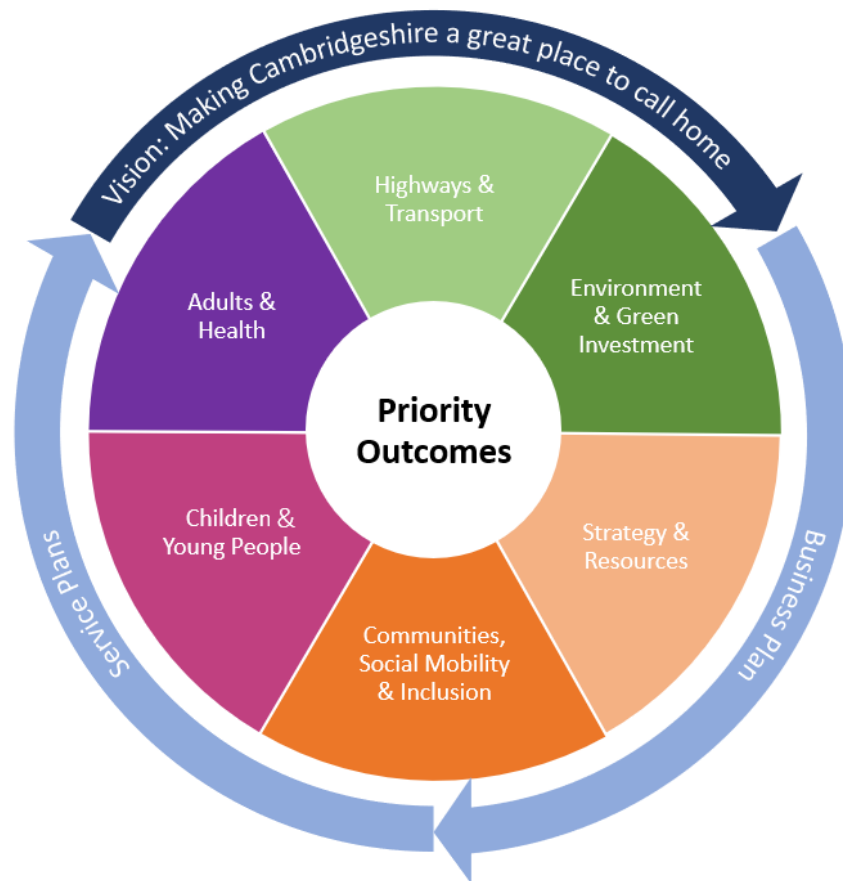 Vision: Making Cambridgeshire a great place to call home
Highways &
Transport
Environment
& Green
Investment
Strategy &
Resources
Communities,
Social Mobility
& Inclusion
Children &
Young People
Adults &
Health
Priority
Outcomes
Business Plan
Service Plans